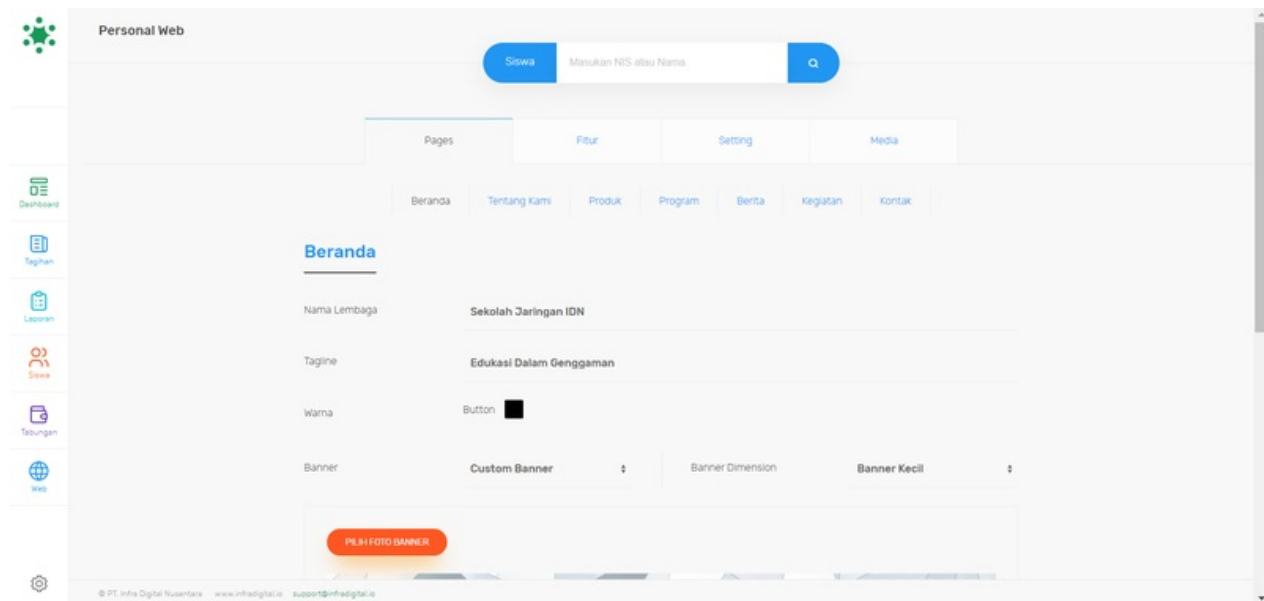 Personal Web
Siswa Masukan NIS atau Nama
Pages Fitur Setting Media
Beranda Tentang Kami Produk Program Berita Kegiatan Kontak
Dashboard
Tagihan
Laporan
Siswa
Tabungan
Web
Beranda
Nama Lembaga Sekolah Jaringan IDN
Tagline Edukasi Dalam Genggaman
Warna Button
Banner Custom Banner Banner Dimension Banner Kecil
PILIH FOTO BANNER
© PT. Infra Digital Nusantara www.infradigital.io support@infradigital.io